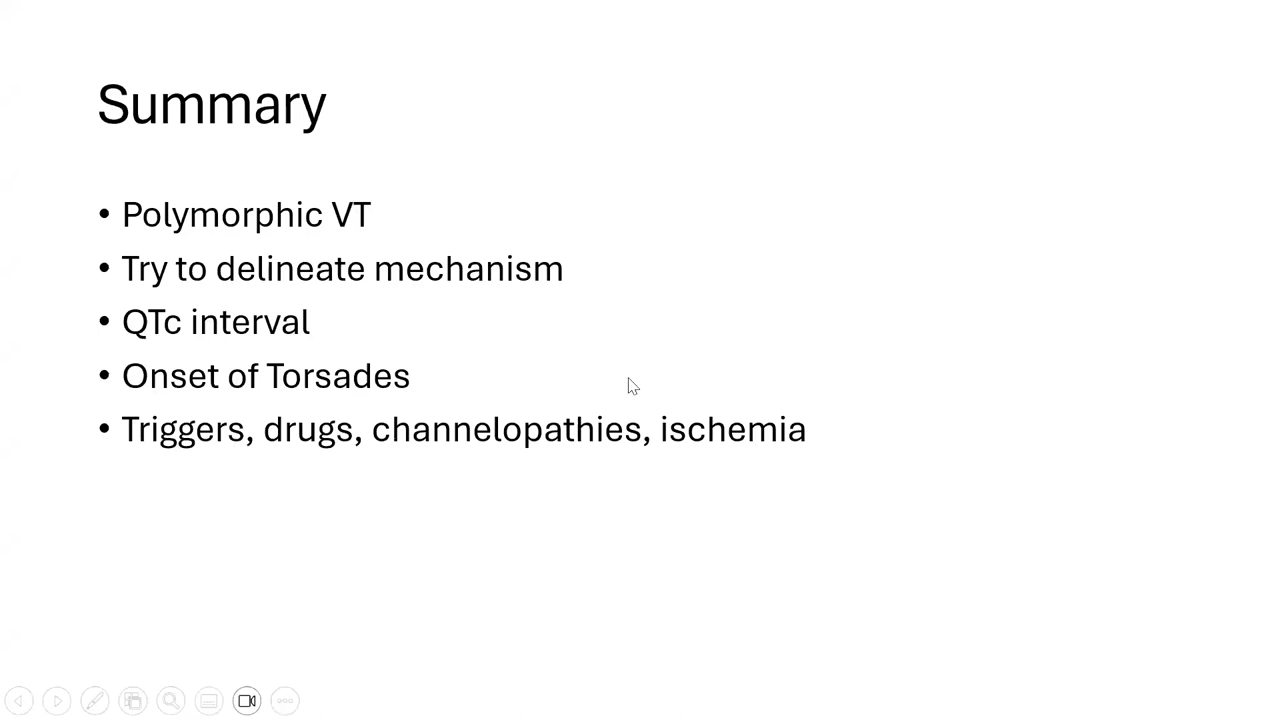 Summary
• Polymorphic VT
• Try to delineate mechanism
• QTc interval
• Onset of Torsades
• Triggers, drugs, channelopathies, ischemia